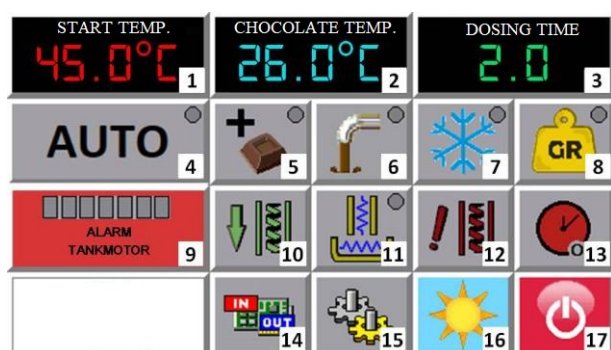 START TEMP.
45.0°C
1
CHOCOLATE TEMP.
26.0°C
2
DOSING TIME
2.0
3
AUTO
4
5
6
7
GR
8
ALARM
TANKMOTOR
9
10
11
12
13
IN
OUT
14
15
16
17